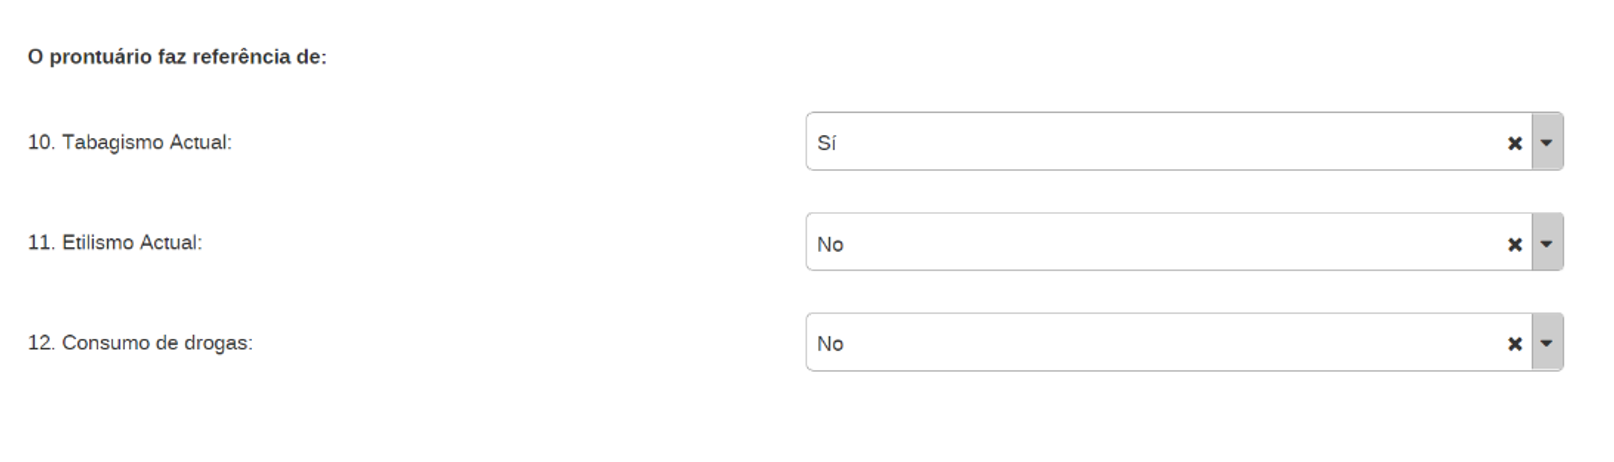 O prontuário faz referência de:
10. Tabagismo Actual:
Sí
11. Etilismo Actual:
No
12. Consumo de drogas:
No